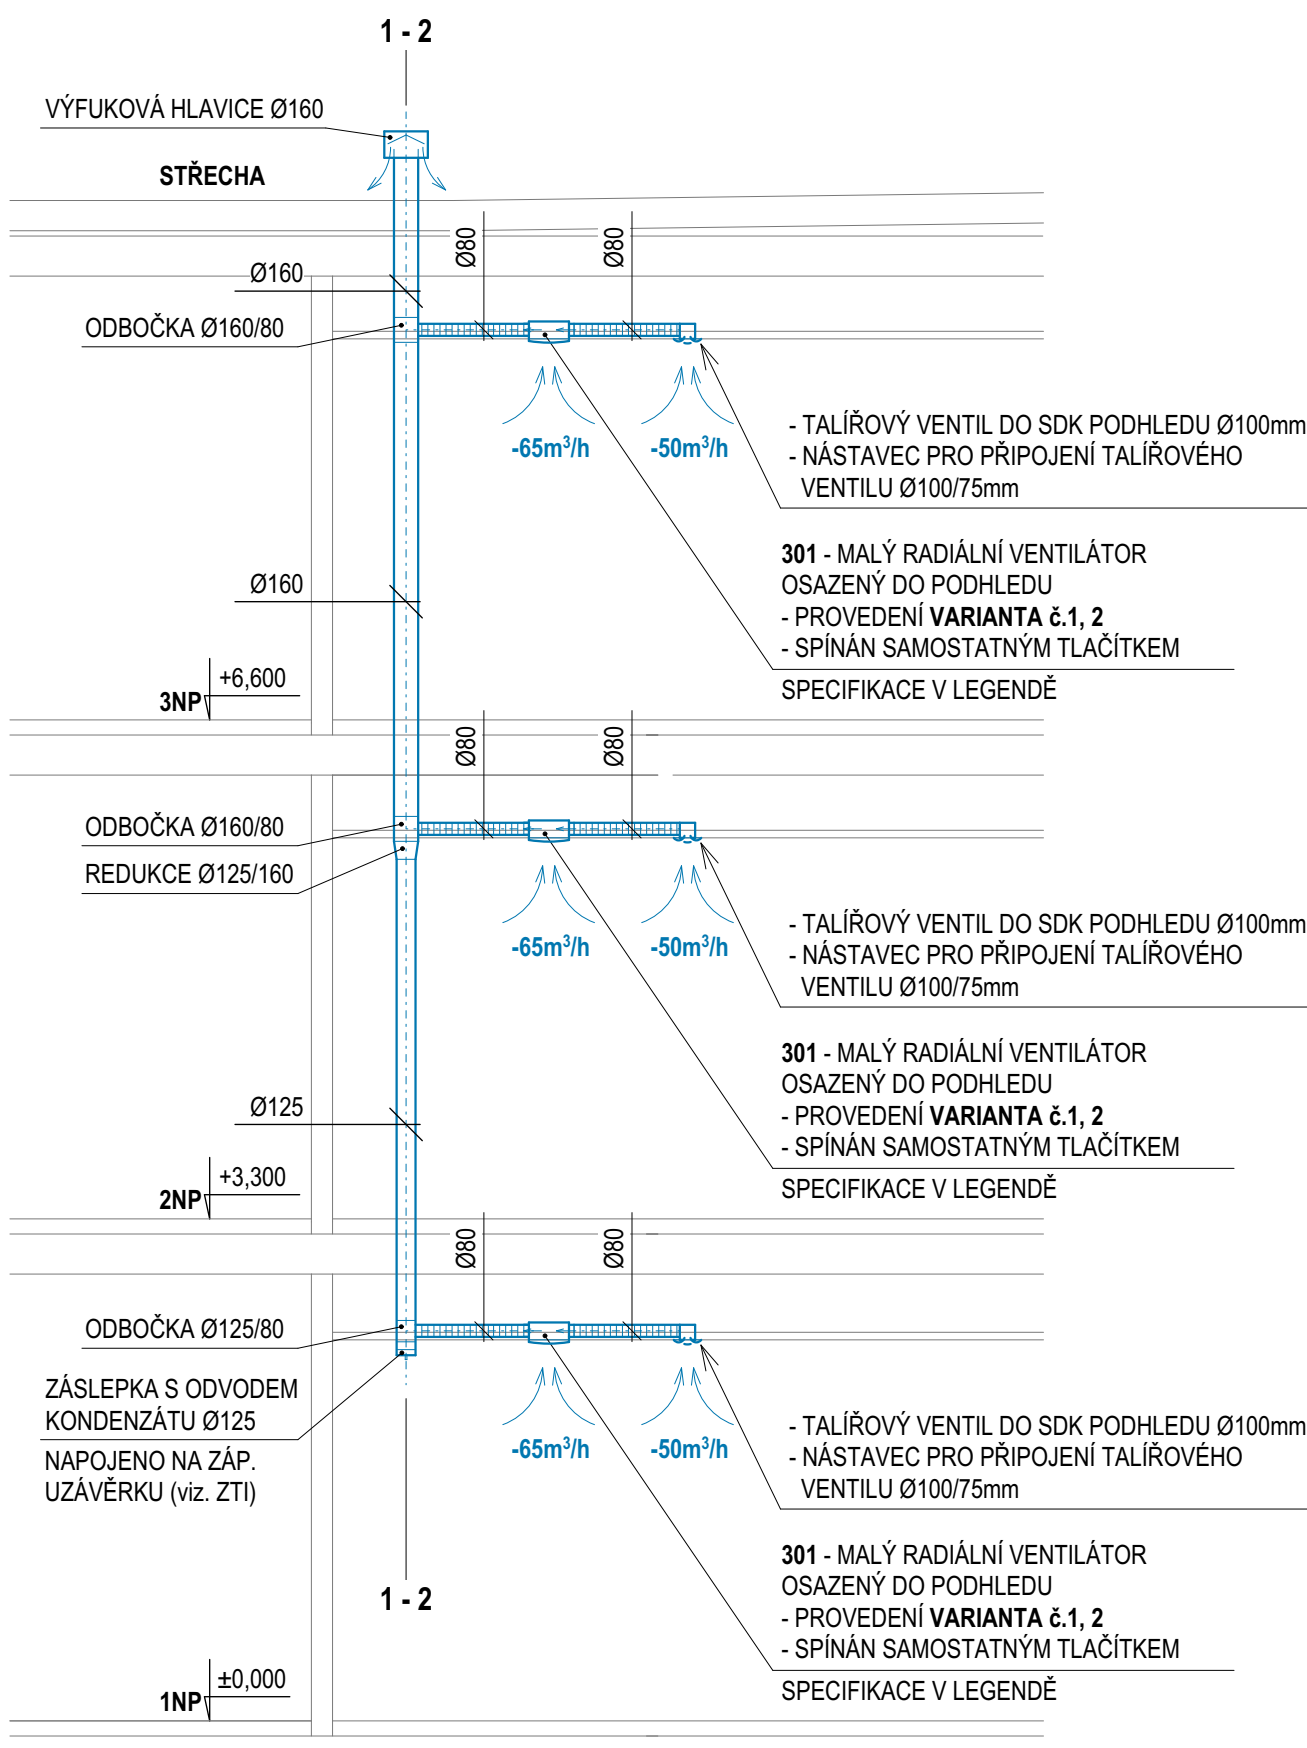 1 - 2
VÝFUKOVÁ HLAVICE Ø160
STŘECHA
Ø80
Ø80
Ø160
ODBOČKA Ø160/80
-65m³/h
-50m³/h
- TALÍŘOVÝ VENTIL DO SDK PODHLEDU Ø100mm
- NÁSTAVEC PRO PŘIPOJENÍ TALÍŘOVÉHO
VENTILU Ø100/75mm
301 - MALÝ RADIÁLNÍ VENTILÁTOR
OSAZENÝ DO PODHLEDU
- PROVEDENÍ VARIANTA č.1, 2
- SPÍNÁN SAMOSTATNÝM TLAČÍTKEM
SPECIFIKACE V LEGENDĚ
Ø160
+6,600
3NP
Ø80
Ø80
ODBOČKA Ø160/80
REDUKCE Ø125/160
-65m³/h
-50m³/h
- TALÍŘOVÝ VENTIL DO SDK PODHLEDU Ø100mm
- NÁSTAVEC PRO PŘIPOJENÍ TALÍŘOVÉHO
VENTILU Ø100/75mm
301 - MALÝ RADIÁLNÍ VENTILÁTOR
OSAZENÝ DO PODHLEDU
- PROVEDENÍ VARIANTA č.1, 2
- SPÍNÁN SAMOSTATNÝM TLAČÍTKEM
SPECIFIKACE V LEGENDĚ
Ø125
+3,300
2NP
Ø80
Ø80
ODBOČKA Ø125/80
ZÁSLEPKA S ODVODEM
KONDENZÁTU Ø125
NAPOJENO NA ZÁP.
UZÁVĚRKU (viz. ZTI)
-65m³/h
-50m³/h
- TALÍŘOVÝ VENTIL DO SDK PODHLEDU Ø100mm
- NÁSTAVEC PRO PŘIPOJENÍ TALÍŘOVÉHO
VENTILU Ø100/75mm
301 - MALÝ RADIÁLNÍ VENTILÁTOR
OSAZENÝ DO PODHLEDU
- PROVEDENÍ VARIANTA č.1, 2
- SPÍNÁN SAMOSTATNÝM TLAČÍTKEM
SPECIFIKACE V LEGENDĚ
1 - 2
±0,000
1NP